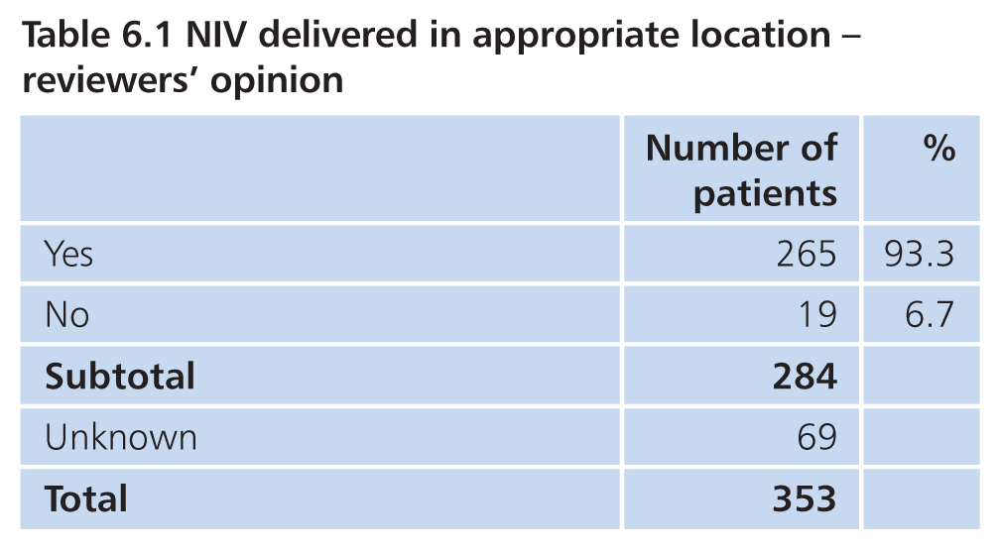 Table 6.1 NIV delivered in appropriate location –
reviewers’ opinion
Number of patients %
Yes 265 93.3
No 19 6.7
Subtotal 284
Unknown 69
Total 353